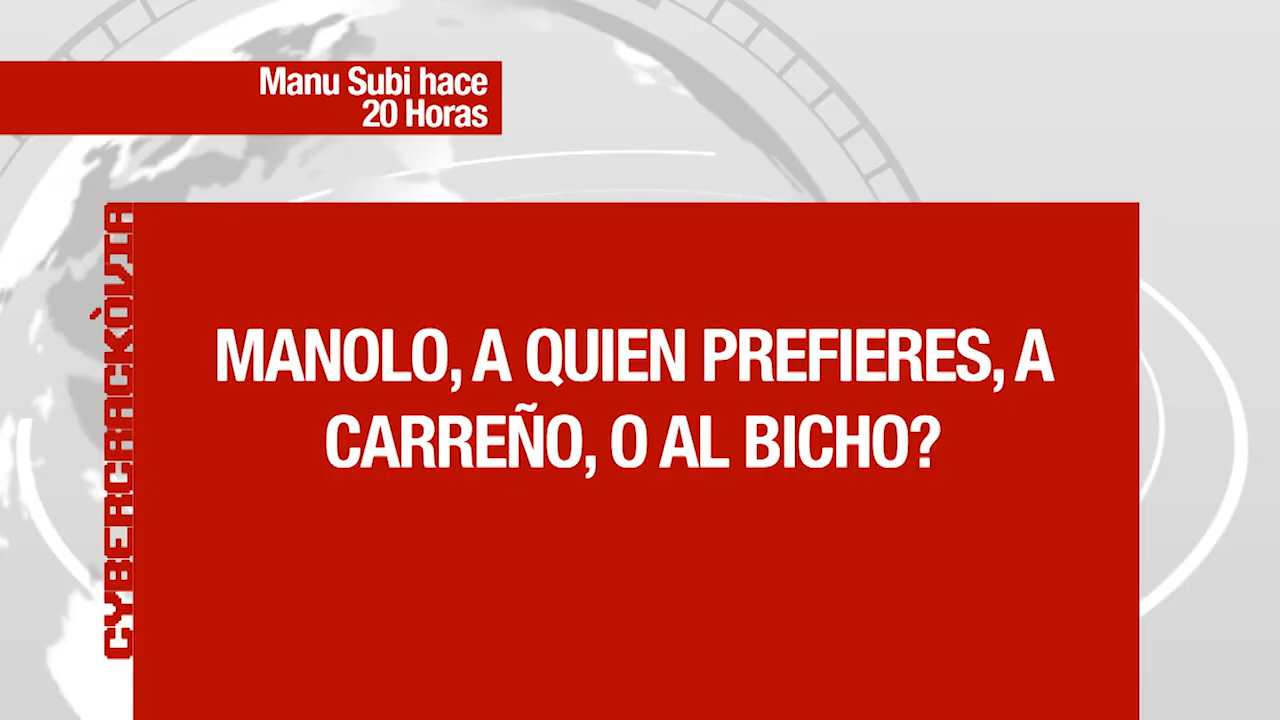 Manu Subi hace
20 Horas
CYBERCRACKÒVIA
MANOLO, A QUIEN PREFIERES, A
CARREÑO, O AL BICHO?